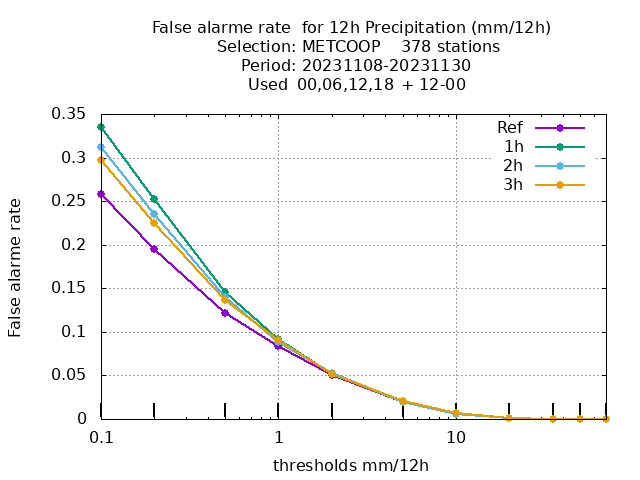 False alarme rate  for 12h Precipitation (mm/12h)
Selection: METCOOP    378 stations
Period: 20231108-20231130
Used  00,06,12,18 + 12-00
0.35
0.3
0.25
0.2
0.15
0.1
0.05
0
False alarme rate
Ref
1h
2h
3h
0.1
1
10
thresholds mm/12h